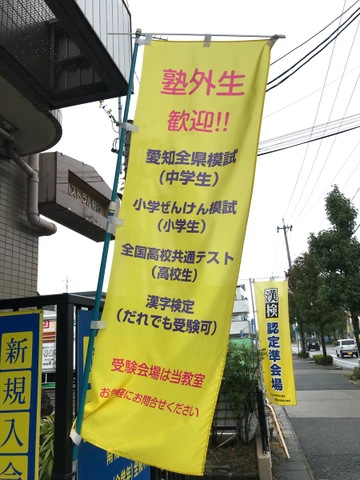 塾外生
歓迎!!
愛知全県模試
(中学生)
小学ぜんけん模試
(小学生)
全国高校共通テスト
(高校生)
漢字検定
(だれでも受験可)
受験会場は当教室
お気軽にお問合せください
漢検 認定準会場
新規入会